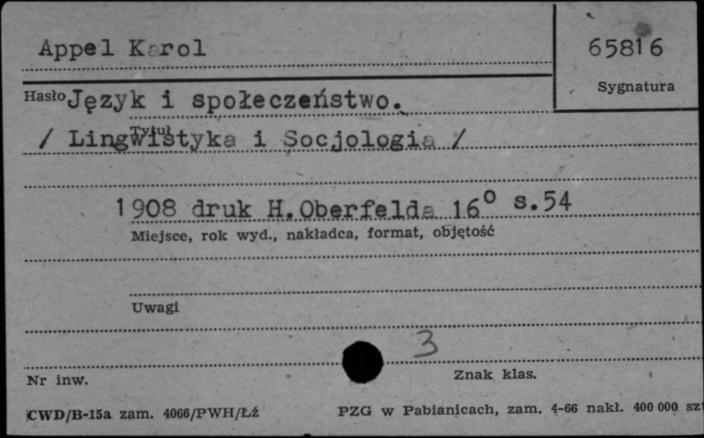 Appel Karol
65816
Sygnatura
Hasło Język i społeczeństwo.
Tytuł
/ Lingwistyka i Socjologia /
1908 druk H.Oberfelda 16° s.54
Miejsce, rok wyd., nakładca, format, objętość
Uwagi
3
Nr inw.
Znak klas.
CWD/B-15a zam. 4066/PWH/Łź
PZG w Pabianicach, zam. 4-66 nakł. 400 000 szt